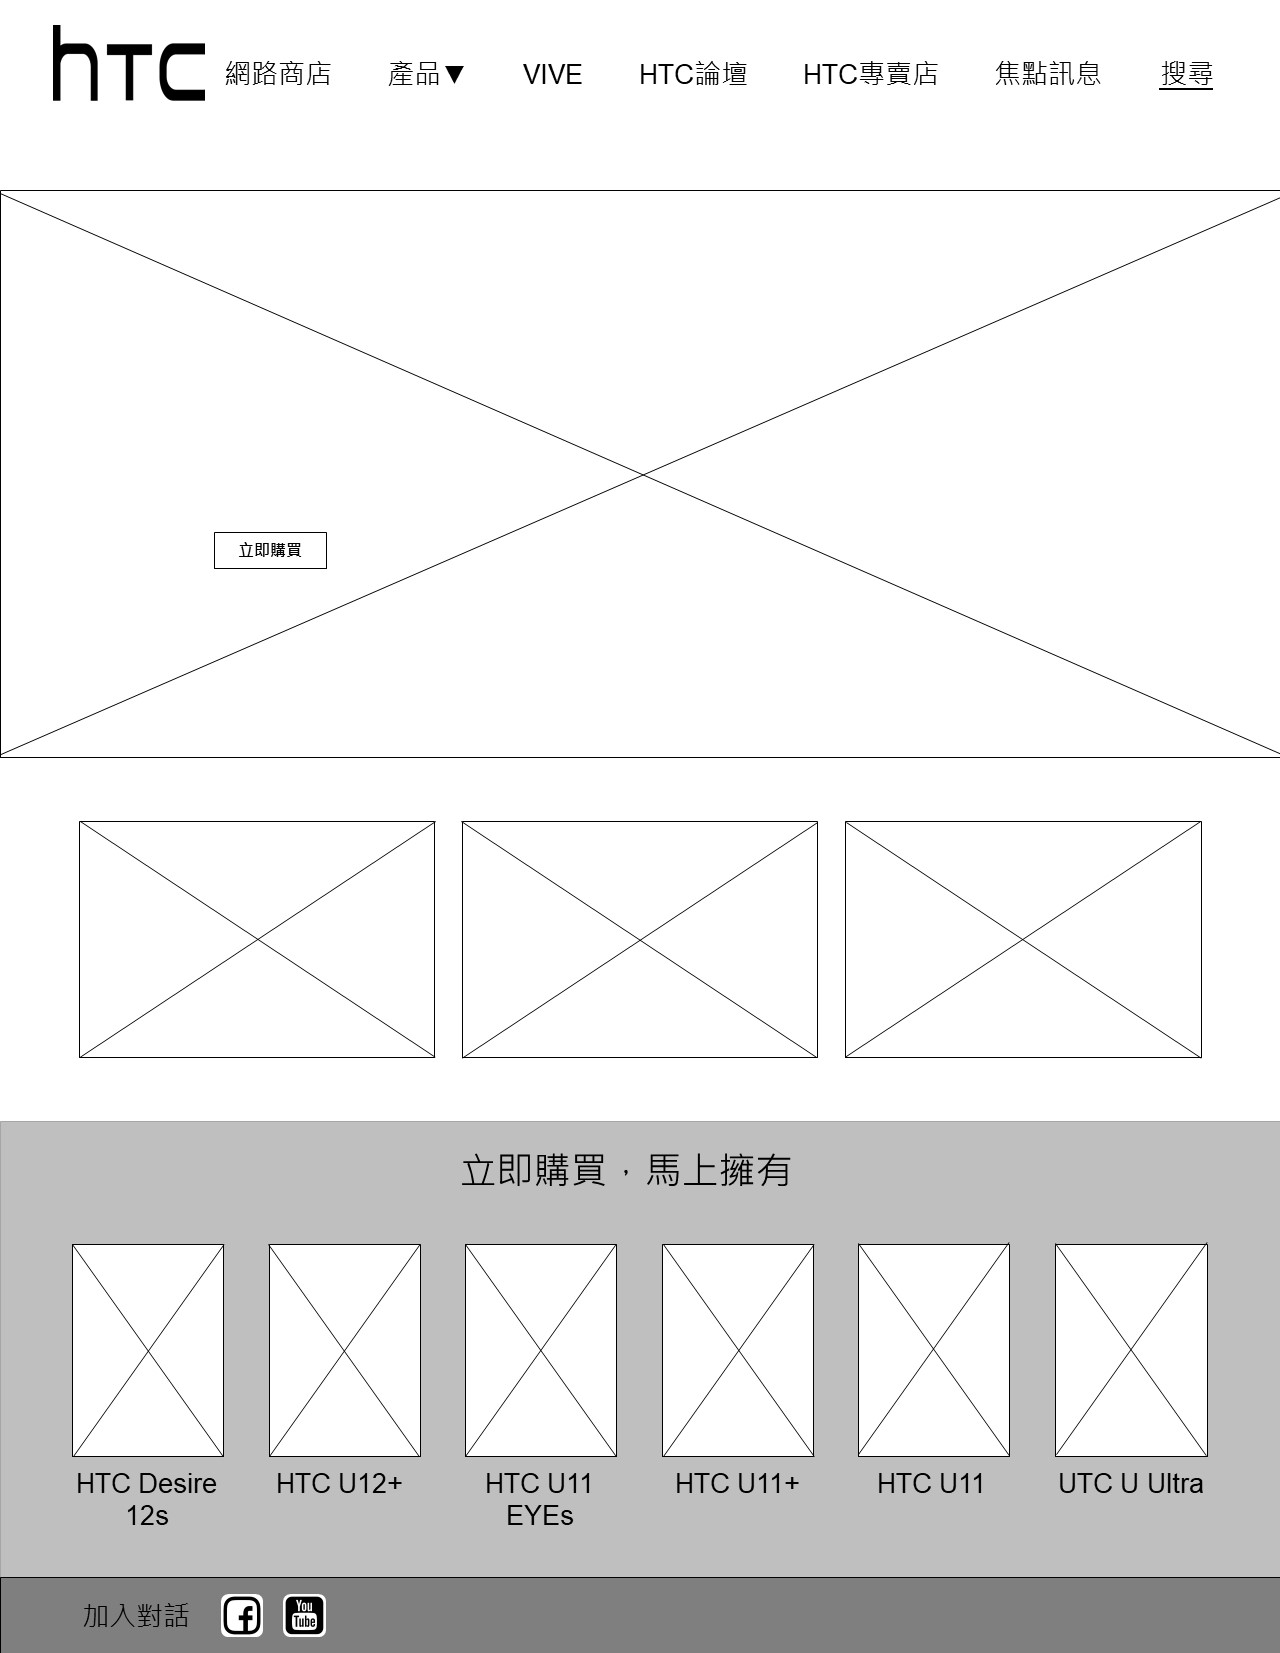 htc 網路商店 產品▼ VIVE HTC論壇 HTC專賣店 焦點訊息 搜尋
立即購買
立即購買，馬上擁有
HTC Desire 12s
HTC U12+
HTC U11 EYEs
HTC U11+
HTC U11
UTC U Ultra
加入對話
You Tube